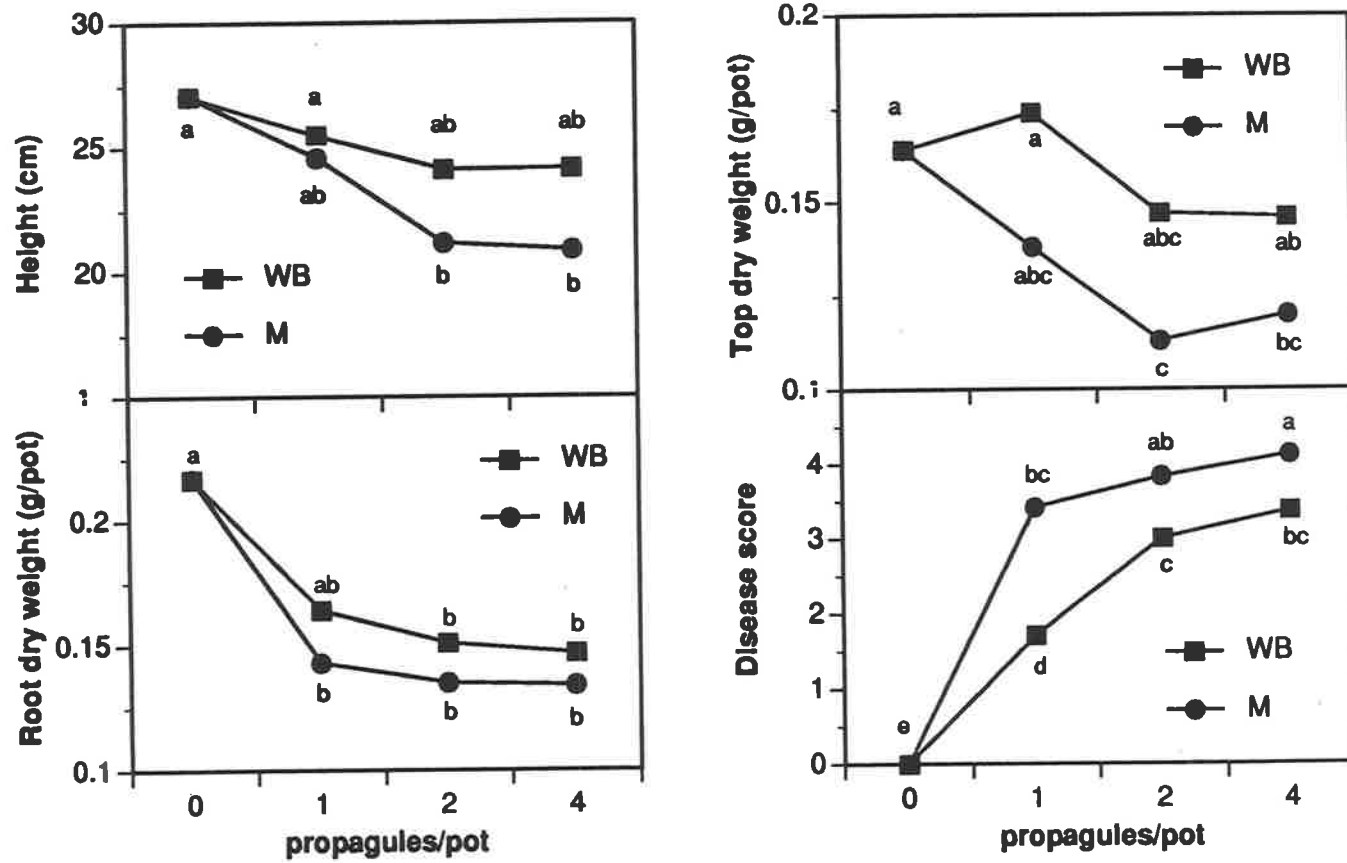 30
25
20
Height (cm)
a
a
ab
ab
ab
b
b
WB
M
0.2
0.15
0.1
Top dry weight (g/pot)
a
a
abc
ab
abc
c
bc
WB
M
0.2
0.15
0.1
Root dry weight (g/pot)
a
ab
b
b
b
b
b
WB
M
0
1
2
4
propagules/pot
4
3
2
1
0
Disease score
e
bc
ab
a
d
c
bc
WB
M
0
1
2
4
propagules/pot